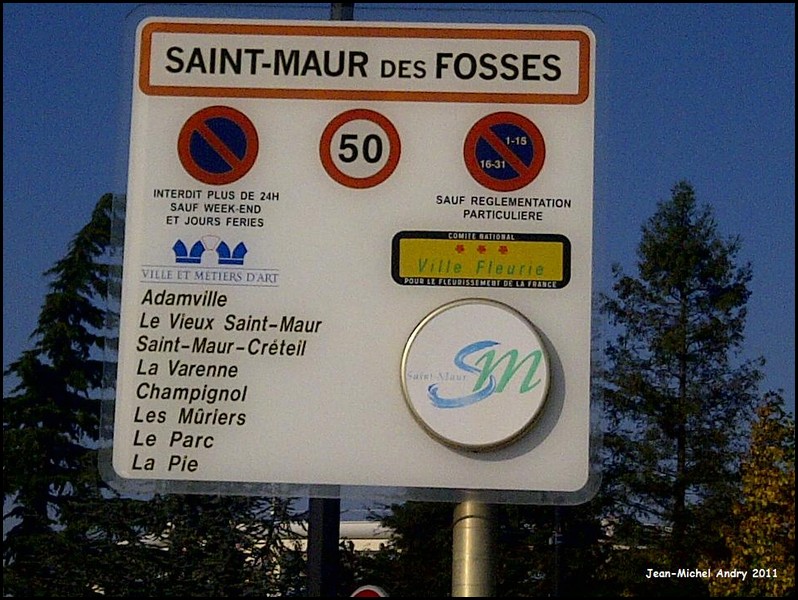 SAINT-MAUR DES FOSSES
50
1-15
16-31
INTERDIT PLUS DE 24H
SAUF WEEK-END
ET JOURS FERIES
SAUF REGLEMENTATION
PARTICULIERE
VILLE ET METIERS D'ART
COMITE NATIONAL
Ville Fleurie
POUR LE FLEURISSEMENT DE LA FRANCE
Adamville
Le Vieux Saint-Maur
Saint-Maur-Créteil
La Varenne
Champignol
Les Mûriers
Le Parc
La Pie
Saint-Maur
SM
Jean-Michel Andry 2011